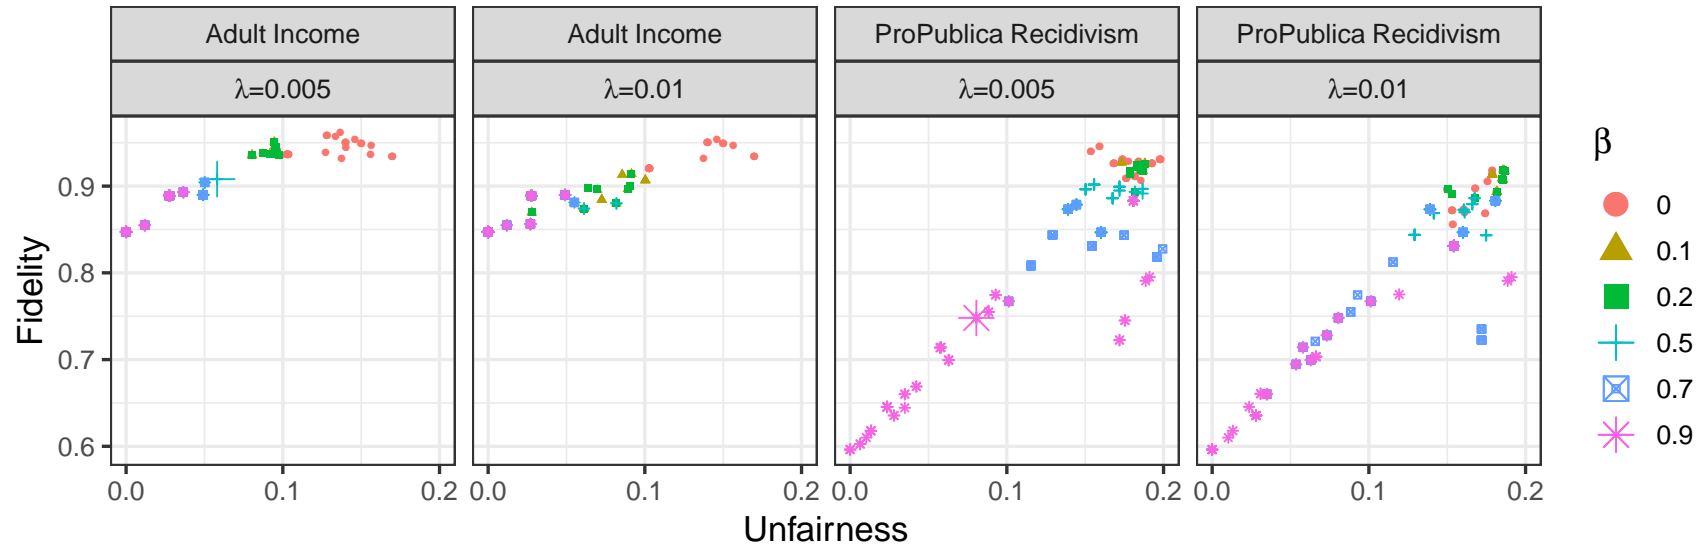 Adult Income
Adult Income
ProPublica Recidivism
ProPublica Recidivism
λ=0.005
λ=0.01
λ=0.005
λ=0.01
Fidelity
0.9
0.8
0.7
0.6
0.0 0.1 0.2
0.0 0.1 0.2
0.0 0.1 0.2
0.0 0.1 0.2
Unfairness
β
0
0.1
0.2
0.5
0.7
0.9